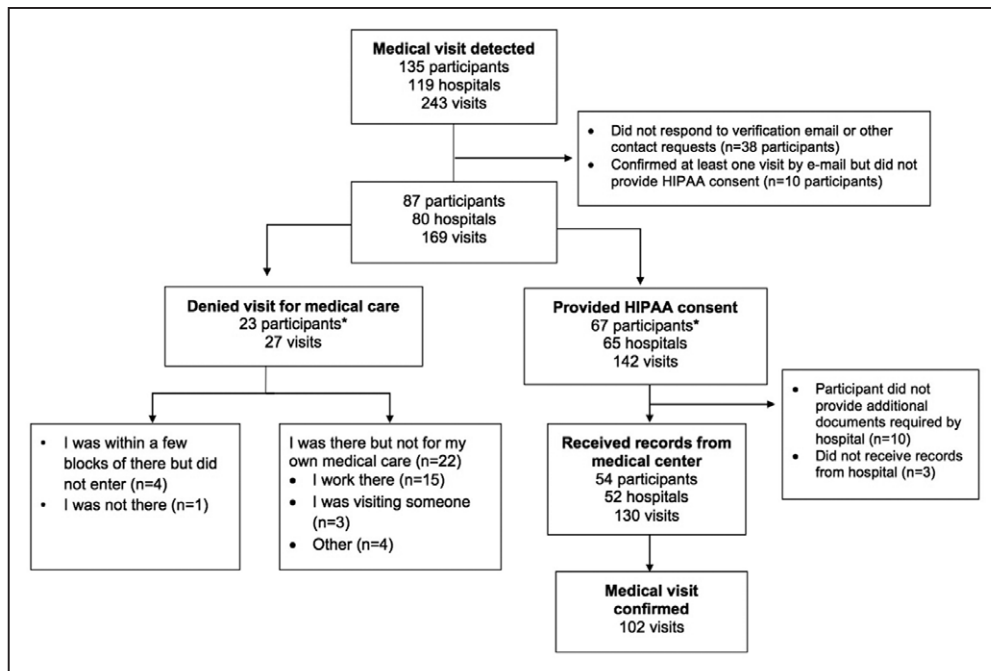 Medical visit detected
135 participants
119 hospitals
243 visits
• Did not respond to verification email or other
contact requests (n=38 participants)
• Confirmed at least one visit by e-mail but did not
provide HIPAA consent (n=10 participants)
87 participants
80 hospitals
169 visits
Denied visit for medical care
23 participants*
27 visits
Provided HIPAA consent
67 participants*
65 hospitals
142 visits
• Participant did not
provide additional
documents required by
hospital (n=10)
• Did not receive records
from hospital (n=3)
• I was within a few
blocks of there but did
not enter (n=4)
• I was not there (n=1)
I was there but not for my
own medical care (n=22)
• I work there (n=15)
• I was visiting someone
(n=3)
• Other (n=4)
Received records from
medical center
54 participants
52 hospitals
130 visits
Medical visit
confirmed
102 visits